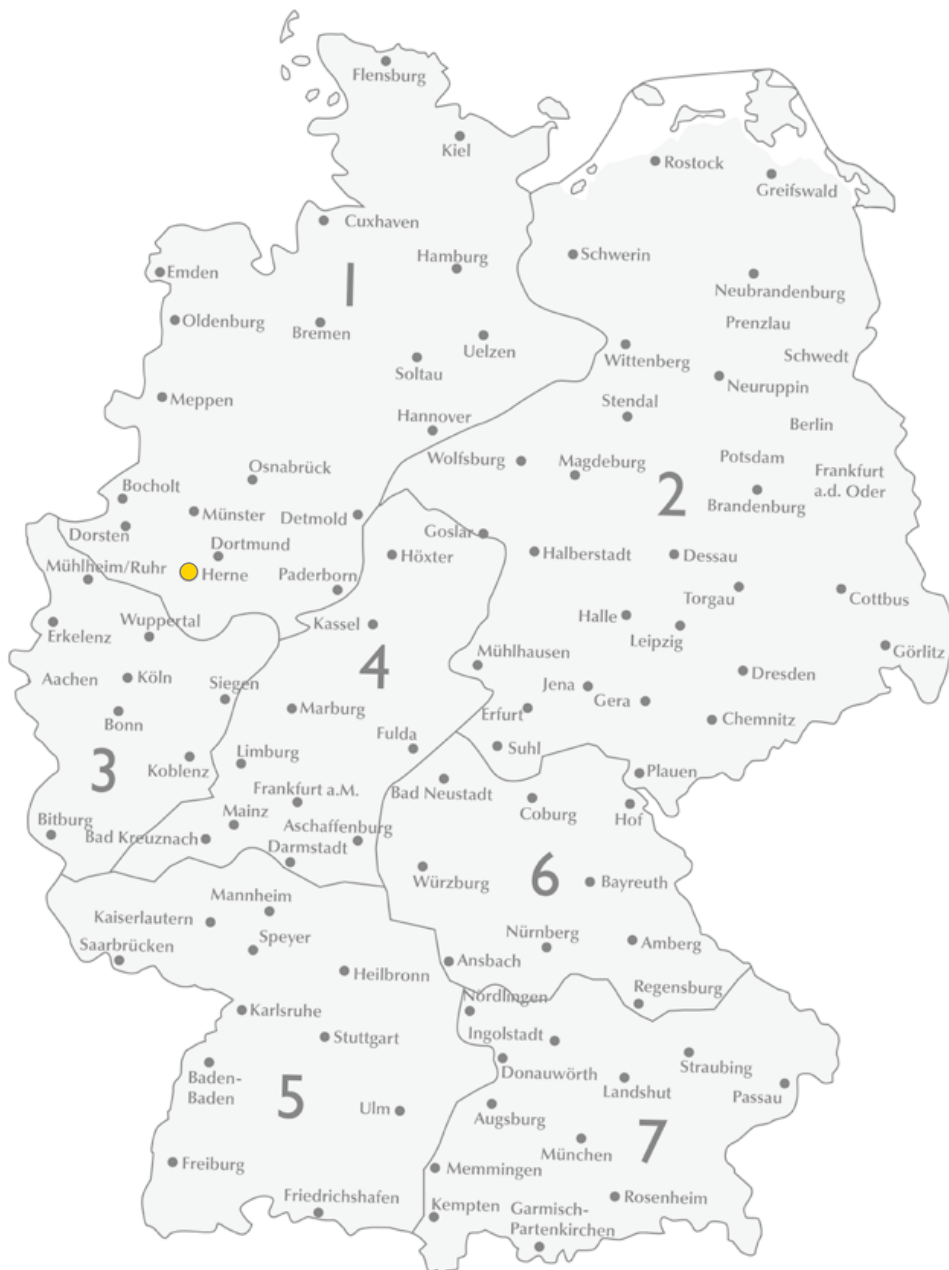 Flensburg
Kiel
Rostock
Greifswald
Cuxhaven
Hamburg
Schwerin
Emden
1
Neubrandenburg
Oldenburg
Bremen
Prenzlau
Uelzen
Wittenberg
Schwedt
Soltau
Neuruppin
Meppen
Stendal
Hannover
Berlin
Osnabrück
Wolfsburg
Magdeburg
Potsdam
Frankfurt
a.d. Oder
Bocholt
2
Brandenburg
Münster
Detmold
Dorsten
Goslar
Dortmund
Höxter
Halberstadt
Dessau
Mühlheim/Ruhr
Herne
Paderborn
Torgau
Cottbus
Wuppertal
Kassel
Halle
Erkelenz
Leipzig
Görlitz
4
Mühlhausen
Aachen
Köln
Siegen
Jena
Dresden
Marburg
Gera
Bonn
Erfurt
Chemnitz
Fulda
Suhl
Limburg
3
Koblenz
Plauen
Frankfurt a.M.
Bad Neustadt
Coburg
Hof
Mainz
Bitburg
Aschaffenburg
Bad Kreuznach
Darmstadt
6
Würzburg
Bayreuth
Mannheim
Kaiserlautern
Nürnberg
Speyer
Saarbrücken
Amberg
Ansbach
Heilbronn
Regensburg
Nördlingen
Karlsruhe
Ingolstadt
Stuttgart
Straubing
Donauwörth
Baden-
Baden
5
Landshut
Passau
Ulm
Augsburg
7
München
Freiburg
Memmingen
Friedrichshafen
Rosenheim
Kempten
Garmisch-
Partenkirchen